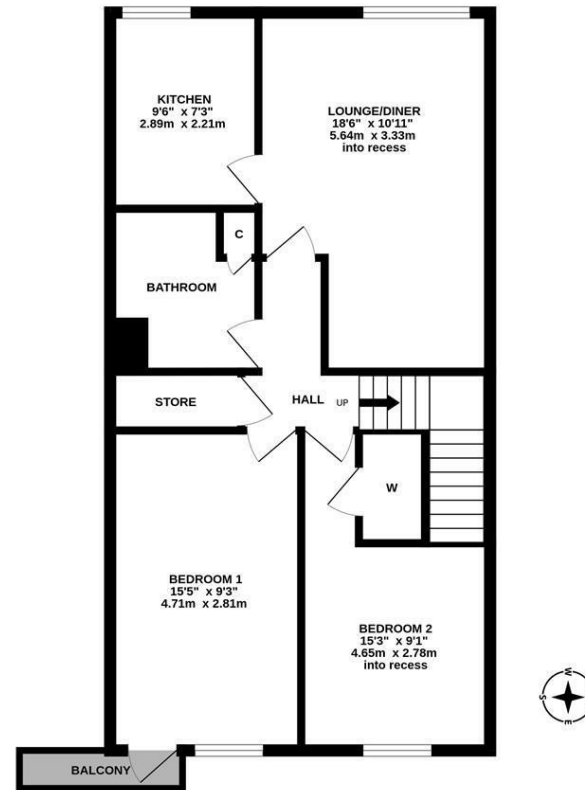 KITCHEN
9'6" x 7'3"
2.89m x 2.21m
LOUNGE/DINER
18'6" x 10'11"
5.64m x 3.33m
into recess
C
BATHROOM
STORE
HALL
UP
W
BEDROOM 1
15'5" x 9'3"
4.71m x 2.81m
BEDROOM 2
15'3" x 9'1"
4.65m x 2.78m
into recess
BALCONY
W
S
E